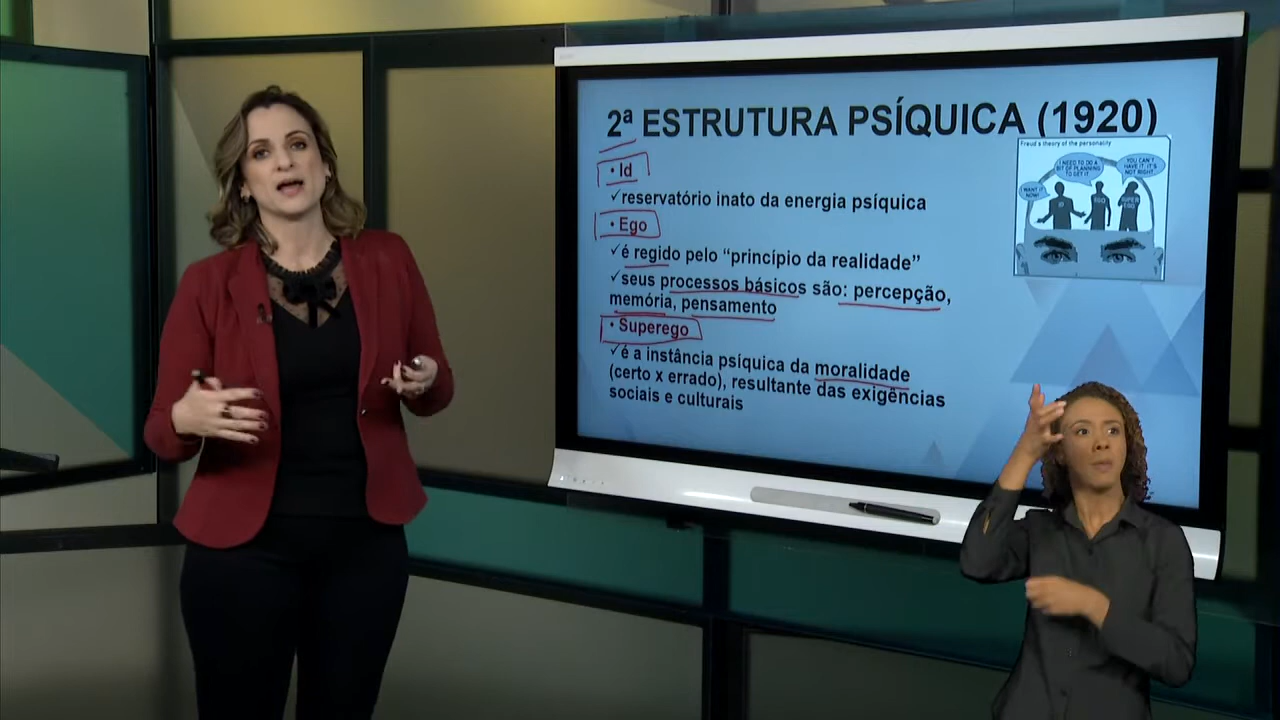 2ª ESTRUTURA PSÍQUICA (1920)
Freud's theory of the personality
I NEED TO DO A
BIT OF PLANNING
TO GET IT
YOU CAN'T
HAVE IT, IT'S
NOT RIGHT
WANT IT
NOW!
EGO
SUPER
EGO
• Id
✓reservatório inato da energia psíquica
• Ego
✓é regido pelo “princípio da realidade”
✓seus processos básicos são: percepção,
memória, pensamento
• Superego
✓é a instância psíquica da moralidade
(certo x errado), resultante das exigências
sociais e culturais